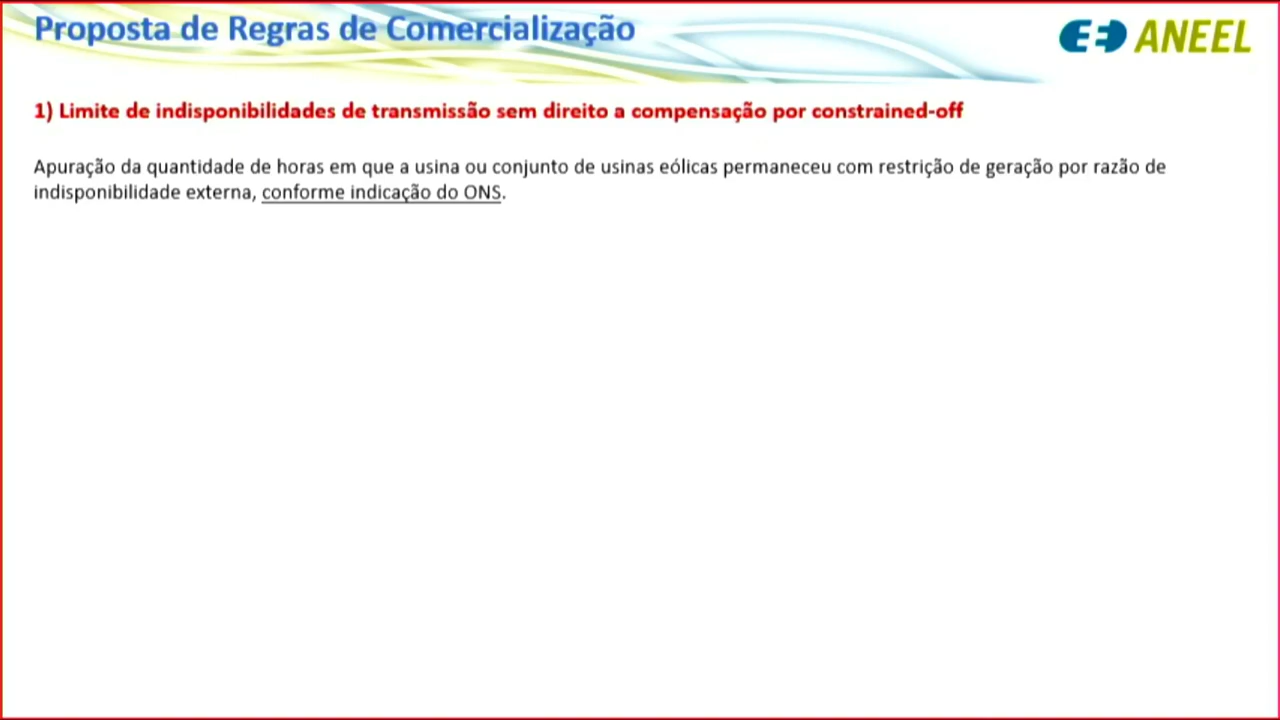 Proposta de Regras de Comercialização
ANEEL
1) Limite de indisponibilidades de transmissão sem direito a compensação por constrained-off
Apuração da quantidade de horas em que a usina ou conjunto de usinas eólicas permaneceu com restrição de geração por razão de
indisponibilidade externa, conforme indicação do ONS.